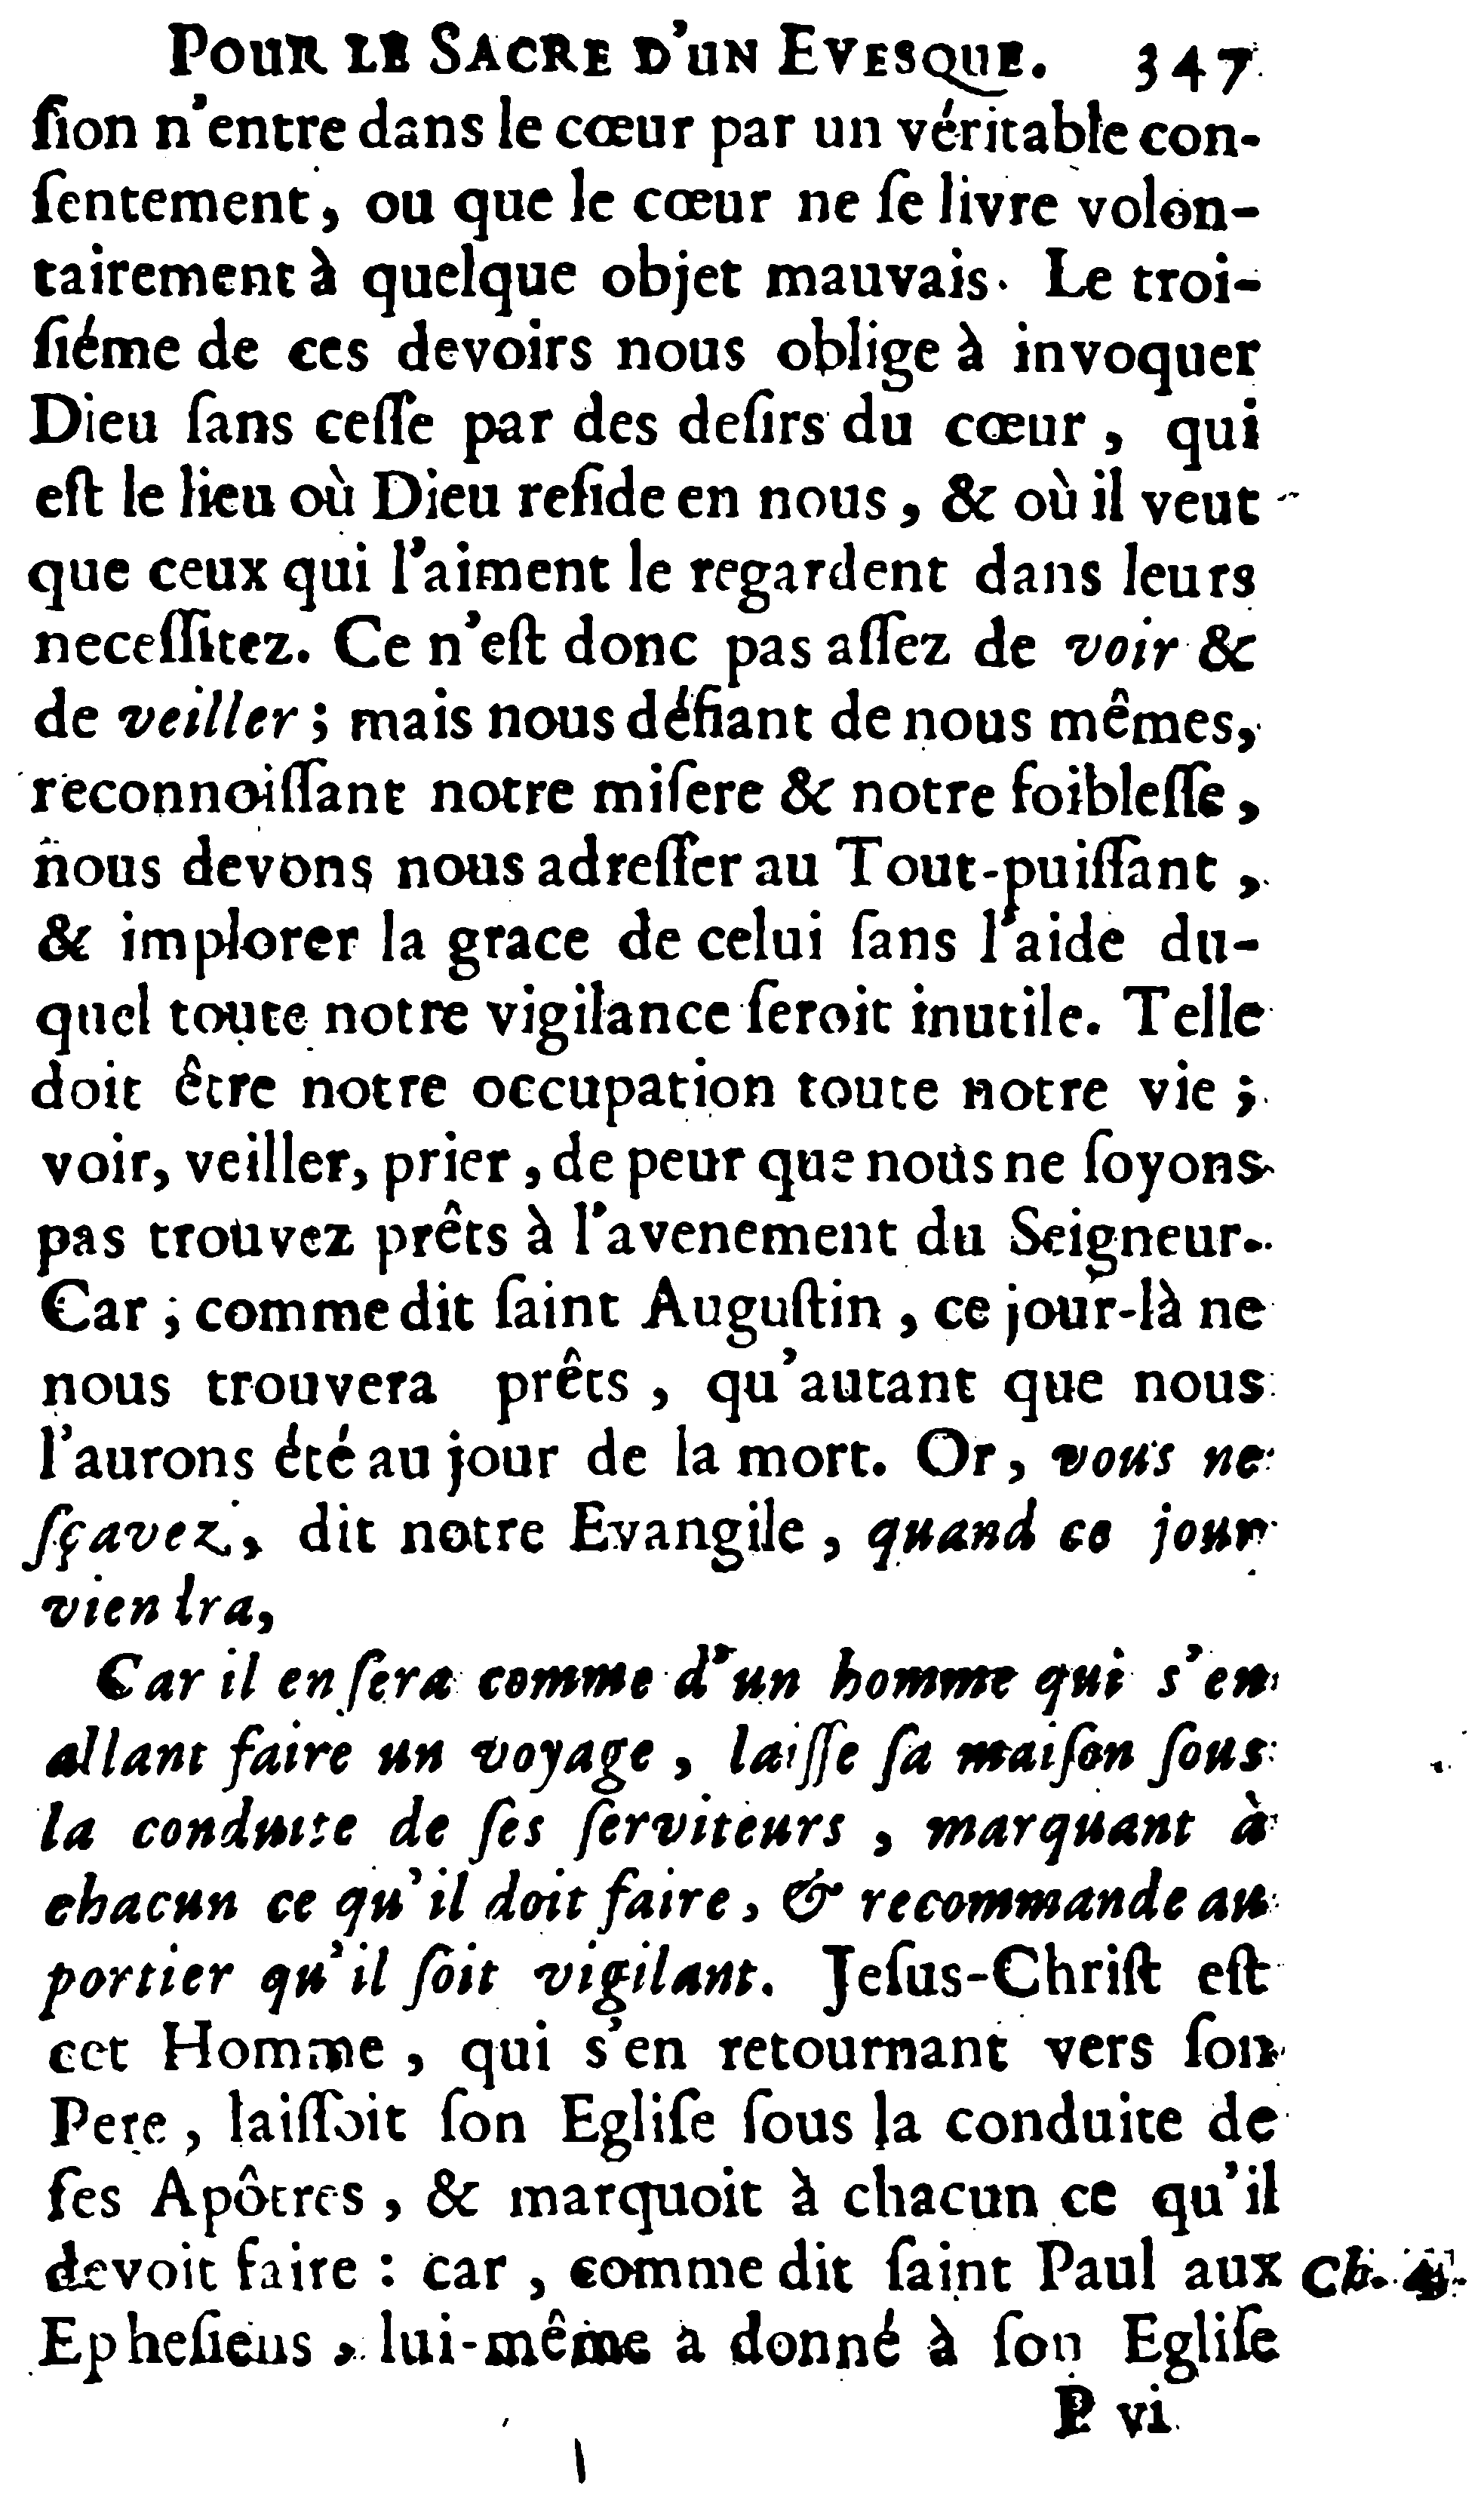 POUR LE SACRE D'UN EVESQUE. 347
ſion n'entre dans le cœur par un véritable con-
ſentement, ou que le cœur ne ſe livre volon-
tairement à quelque objet mauvais. Le troi-
ſiéme de ces devoirs nous oblige à invoquer
Dieu ſans ceſſe par des deſirs du cœur, qui
eſt le lieu où Dieu reſide en nous, & où il veut
que ceux qui l'aiment le regardent dans leurs
neceſſitez. Ce n'eſt donc pas aſſez de voir &
de veiller; mais nous défiant de nous mêmes,
reconnoiſſant notre miſere & notre foibleſſe,
nous devons nous adreſſer au Tout-puiſſant,
& implorer la grace de celui ſans l'aide du-
quel toute notre vigilance ſeroit inutile. Telle
doit être notre occupation toute notre vie;
voir, veiller, prier, de peur que nous ne ſoyons
pas trouvez prêts à l'avenement du Seigneur.
Car; comme dit ſaint Auguſtin, ce jour-là ne
nous trouvera prêts, qu'autant que nous
l'aurons été au jour de la mort. Or, vous ne
ſçavez, dit notre Evangile, quand ce jour
viendra,
Car il en ſera comme d'un homme qui s'en
allant faire un voyage, laiſſe ſa maiſon ſous
la conduite de ſes ſerviteurs, marquant à
chacun ce qu'il doit faire, & recommande au
portier qu'il ſoit vigilant. Jeſus-Chriſt eſt
cet Homme, qui s'en retournant vers ſon
Pere, laiſſoit ſon Egliſe ſous la conduite de
ſes Apôtres, & marquoit à chacun ce qu'il
devoit faire : car, comme dit ſaint Paul aux Ch. 4.
Epheſiens, lui-même a donné à ſon Egliſe
P vj